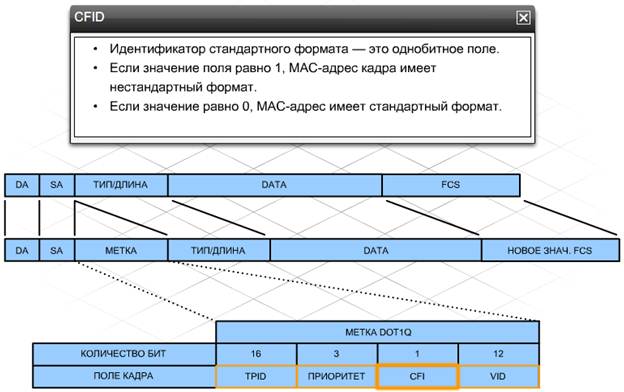 CFID
• Идентификатор стандартного формата — это однобитное поле.
• Если значение поля равно 1, MAC-адрес кадра имеет
нестандартный формат.
• Если значение равно 0, MAC-адрес имеет стандартный формат.
DA SA ТИП/ДЛИНА DATA FCS
DA SA МЕТКА ТИП/ДЛИНА DATA НОВОЕ ЗНАЧ. FCS
МЕТКА DOT1Q
КОЛИЧЕСТВО БИТ 16 3 1 12
ПОЛЕ КАДРА TPID ПРИОРИТЕТ CFI VID